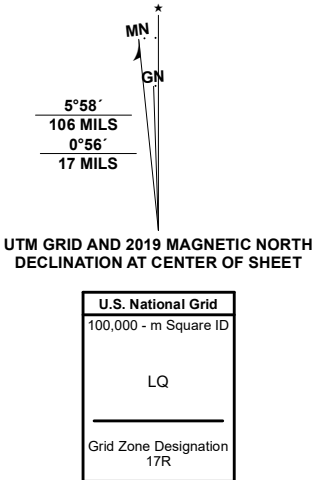 ★
MN
GN
5°58´
106 MILS
0°56´
17 MILS
UTM GRID AND 2019 MAGNETIC NORTH
DECLINATION AT CENTER OF SHEET
U.S. National Grid
100,000 - m Square ID
LQ
Grid Zone Designation
17R